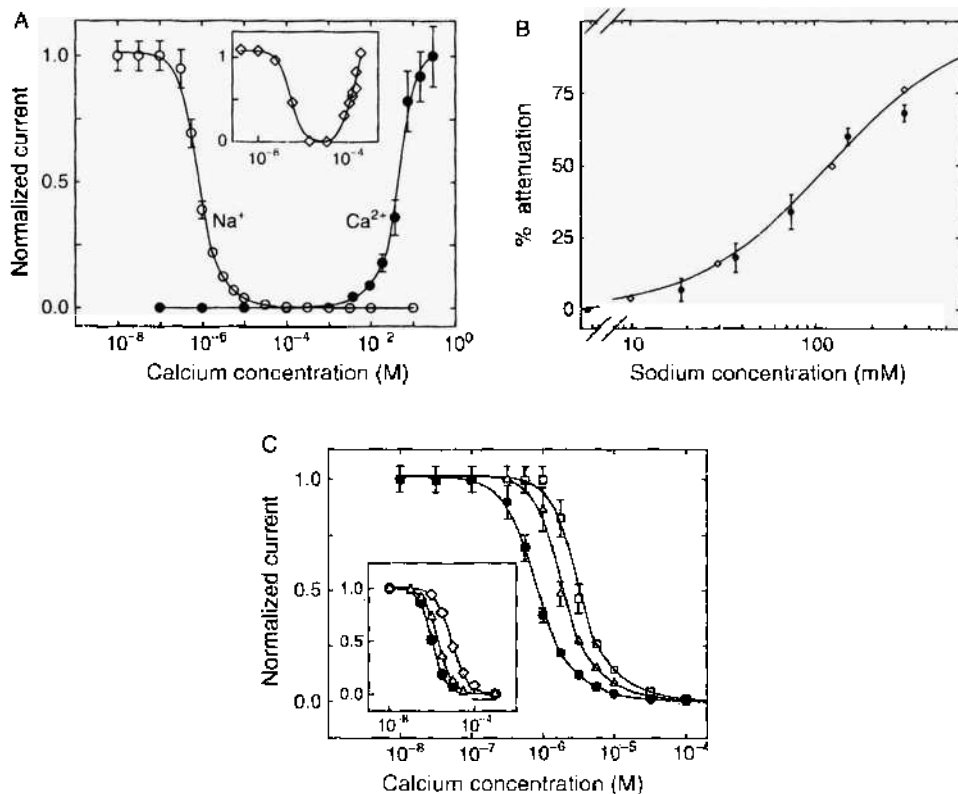 A
Normalized current
1.0
0.5
0.0
1
0
10⁻⁶
10⁻⁴
Na⁺
Ca²⁺
10⁻⁸
10⁻⁶
10⁻⁴
10 ²
10⁰
Calcium concentration (M)
B
% attenuation
75
50
25
0
10
100
Sodium concentration (mM)
C
Normalized current
1.0
0.5
0.0
1.0
0.5
0.0
10⁻⁸
10⁻⁴
10⁻⁸
10⁻⁷
10⁻⁶
10⁻⁵
10⁻⁴
Calcium concentration (M)